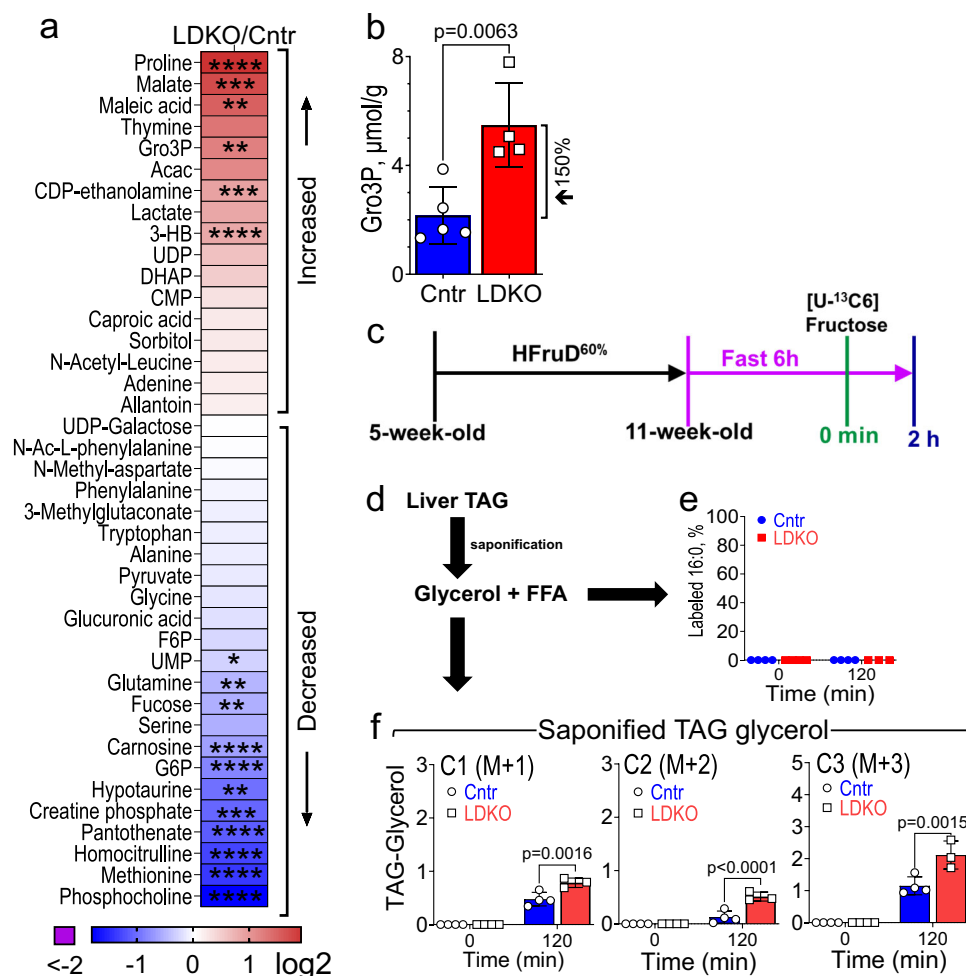 a
LDKO/Cntr
Proline ****
Malate ***
Maleic acid **
Thymine
Gro3P **
Acac
CDP-ethanolamine ***
Lactate
3-HB ****
UDP
DHAP
CMP
Caproic acid
Sorbitol
N-Acetyl-Leucine
Adenine
Allantoin
UDP-Galactose
N-Ac-L-phenylalanine
N-Methyl-aspartate
Phenylalanine
3-Methylglutaconate
Tryptophan
Alanine
Pyruvate
Glycine
Glucuronic acid
F6P
UMP *
Glutamine **
Fucose **
Serine
Carnosine ****
G6P ****
Hypotaurine **
Creatine phosphate ***
Pantothenate ****
Homocitrulline ****
Methionine ****
Phosphocholine ****
Increased
Decreased
<-2 -1 0 1 log2
b
p=0.0063
Gro3P, µmol/g
8
4
0
150%
Cntr LDKO
c
[U-¹³C6]
Fructose
HFruD⁶⁰%
Fast 6h
5-week-old 11-week-old 0 min 2 h
d
Liver TAG
saponification
Glycerol + FFA
e
Cntr
LDKO
Labeled 16:0, %
100
80
60
40
20
0
0 120
Time (min)
f
Saponified TAG glycerol
TAG-Glycerol
C1 (M+1)
Cntr
LDKO
3
2
1
0
p=0.0016
0 120
Time (min)
C2 (M+2)
Cntr
LDKO
3
2
1
0
p<0.0001
0 120
Time (min)
C3 (M+3)
Cntr
LDKO
5
4
3
2
1
0
p=0.0015
0 120
Time (min)